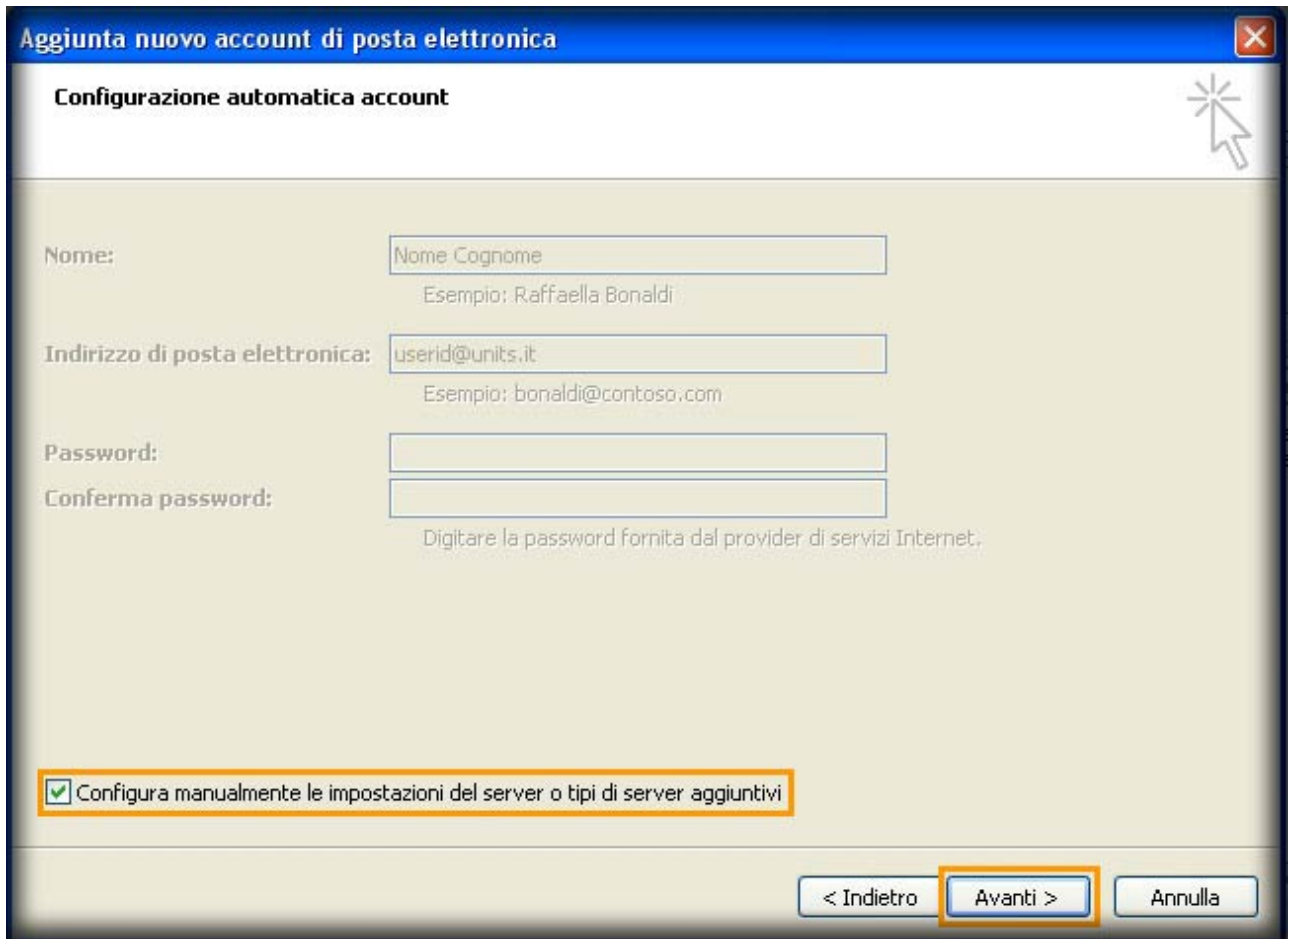 Aggiunta nuovo account di posta elettronica
Configurazione automatica account
Nome:
Nome Cognome
Esempio: Raffaella Bonaldi
Indirizzo di posta elettronica:
userid@units.it
Esempio: bonaldi@contoso.com
Password:
Conferma password:
Digitare la password fornita dal provider di servizi Internet.
Configura manualmente le impostazioni del server o tipi di server aggiuntivi
< Indietro
Avanti >
Annulla